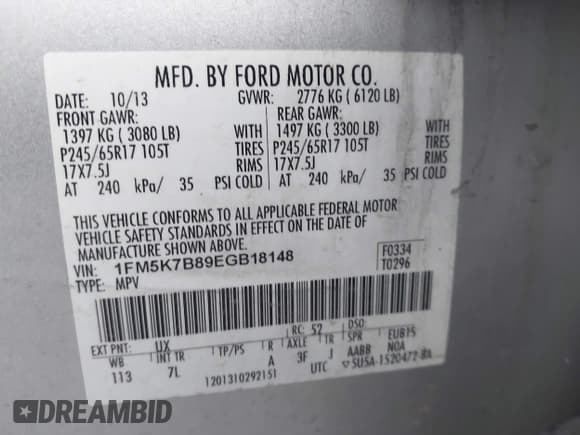 MFD. BY FORD MOTOR CO.
DATE: 10/13 GVWR: 2776 KG ( 6120 LB)
FRONT GAWR: REAR GAWR:
1397 KG ( 3080 LB) WITH 1497 KG ( 3300 LB) WITH
P245/65R17 105T TIRES P245/65R17 105T TIRES
17X7.5J RIMS 17X7.5J RIMS
AT 240 kPa/ 35 PSI COLD AT 240 kPa/ 35 PSI COLD
THIS VEHICLE CONFORMS TO ALL APPLICABLE FEDERAL MOTOR
VEHICLE SAFETY STANDARDS IN EFFECT ON THE DATE OF
MANUFACTURE SHOWN ABOVE.
VIN: 1FM5K7B89EGB18148 F0334
TYPE: MPV T0296
EXT PNT: UX RC: 52 DSO:
WB INT TR TP/PS R AXLE TR SPR EUB15
113 7L A 3F J AABB NOA
1201310292151 UTC ▽5U5A-1520472-BA
DREAMBID